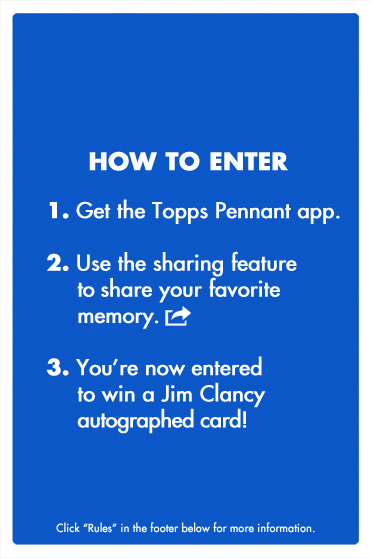 HOW TO ENTER
1. Get the Topps Pennant app.
2. Use the sharing feature
to share your favorite
memory.
3. You’re now entered
to win a Jim Clancy
autographed card!
Click “Rules” in the footer below for more information.